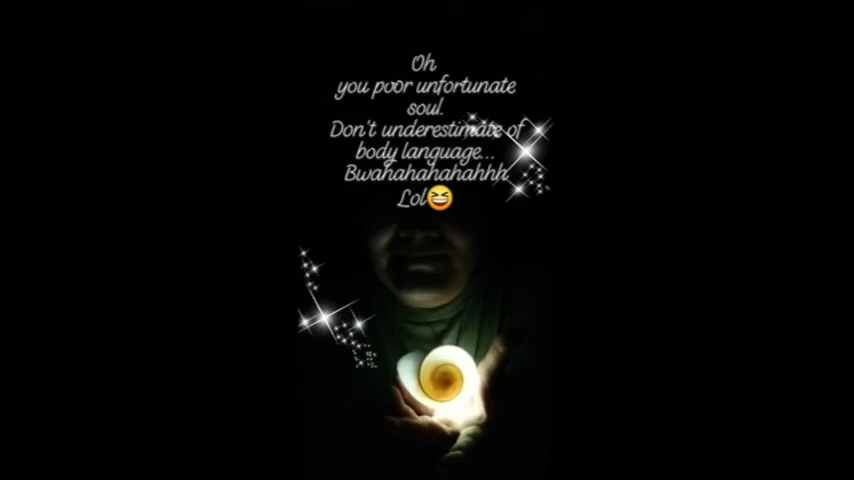 Oh
you poor unfortunate
soul.
Don't underestimate of
body language...
Bwahahahahahhh
Lol😆